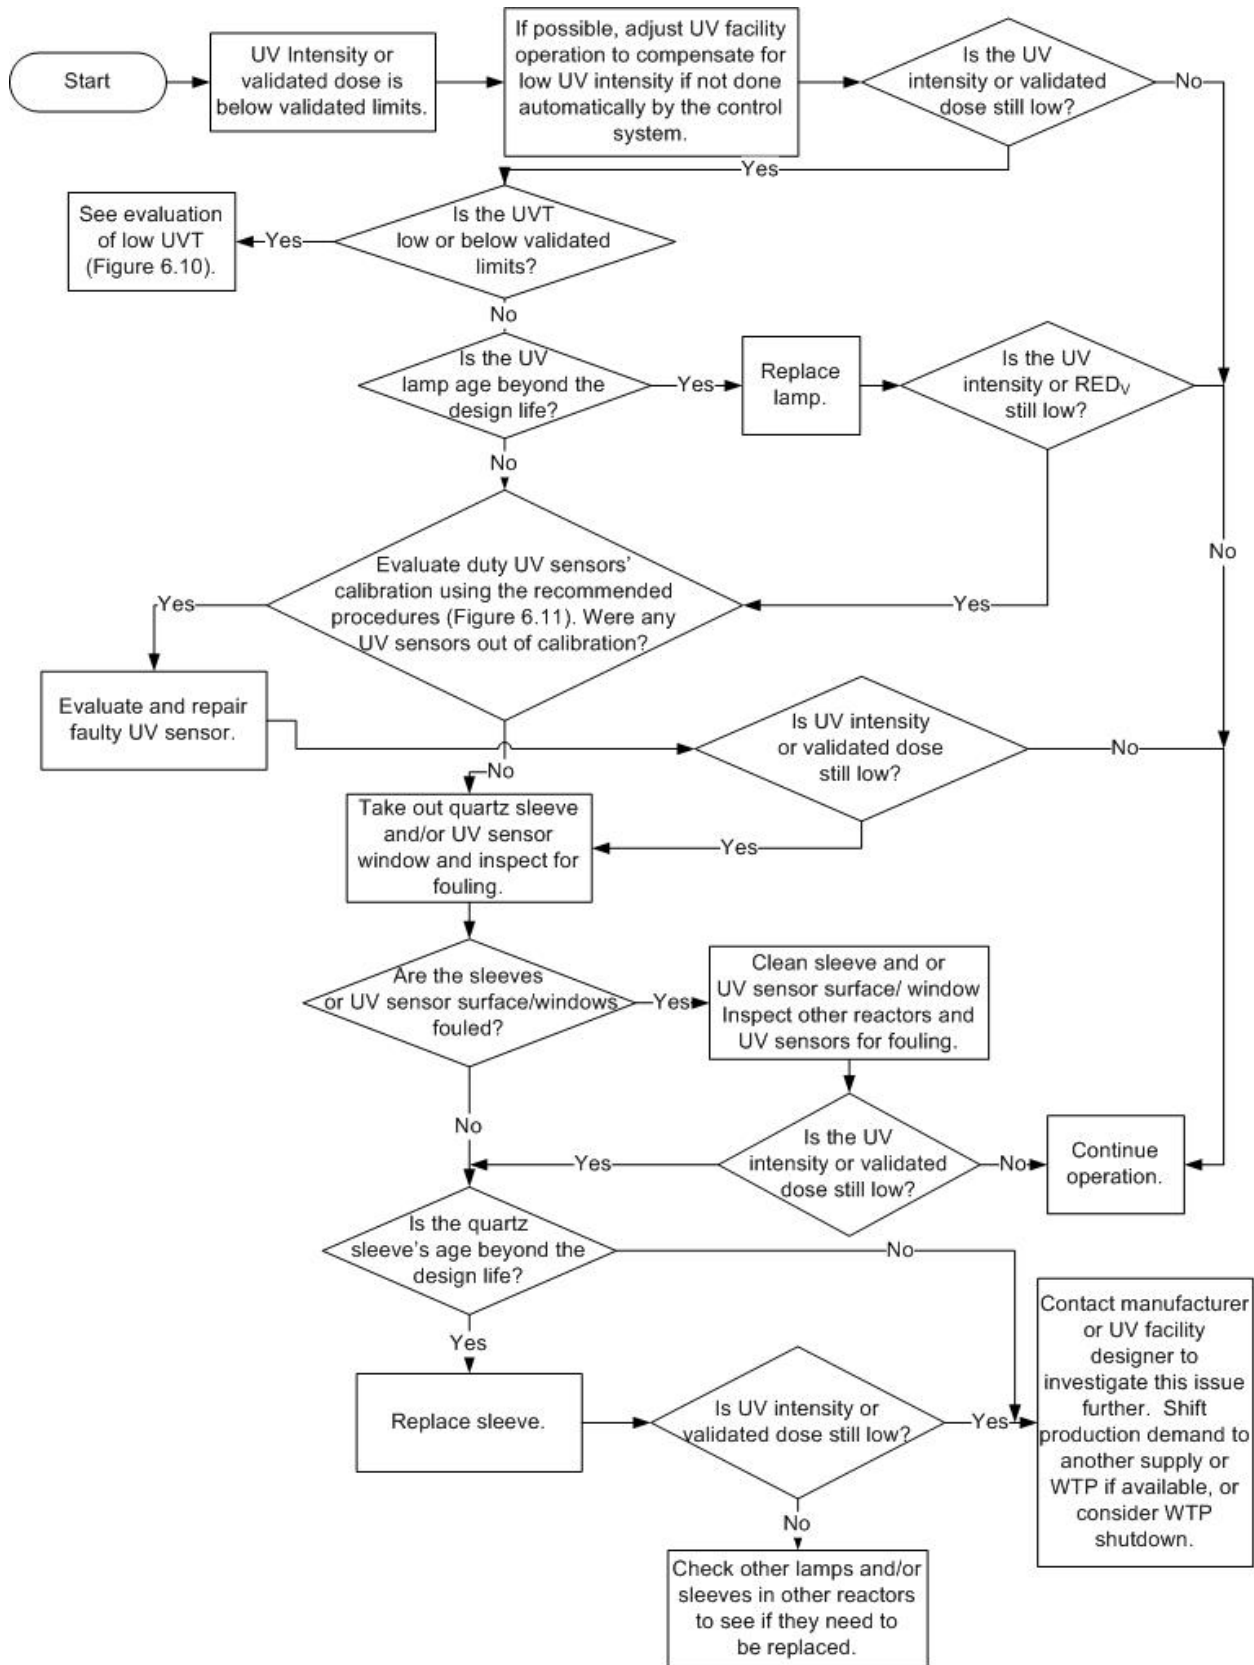 Start
UV Intensity or
validated dose is
below validated limits.
If possible, adjust UV facility
operation to compensate for
low UV intensity if not done
automatically by the control
system.
Is the UV
intensity or validated
dose still low?
No
Yes
See evaluation
of low UVT
(Figure 6.10).
Yes
Is the UVT
low or below validated
limits?
No
Is the UV
lamp age beyond the
design life?
Yes
Replace
lamp.
Is the UV
intensity or REDV
still low?
No
No
Evaluate duty UV sensors’
calibration using the recommended
procedures (Figure 6.11). Were any
UV sensors out of calibration?
Yes
Yes
Evaluate and repair
faulty UV sensor.
Is UV intensity
or validated dose
still low?
No
No
Take out quartz sleeve
and/or UV sensor
window and inspect for
fouling.
Yes
Are the sleeves
or UV sensor surface/windows
fouled?
Yes
Clean sleeve and or
UV sensor surface/ window
Inspect other reactors and
UV sensors for fouling.
No
Is the UV
intensity or validated
dose still low?
Yes
No
Continue
operation.
Is the quartz
sleeve’s age beyond the
design life?
No
Yes
Contact manufacturer
or UV facility
designer to
investigate this issue
further. Shift
production demand to
another supply or
WTP if available, or
consider WTP
shutdown.
Replace sleeve.
Is UV intensity or
validated dose still low?
Yes
No
Check other lamps and/or
sleeves in other reactors
to see if they need to
be replaced.